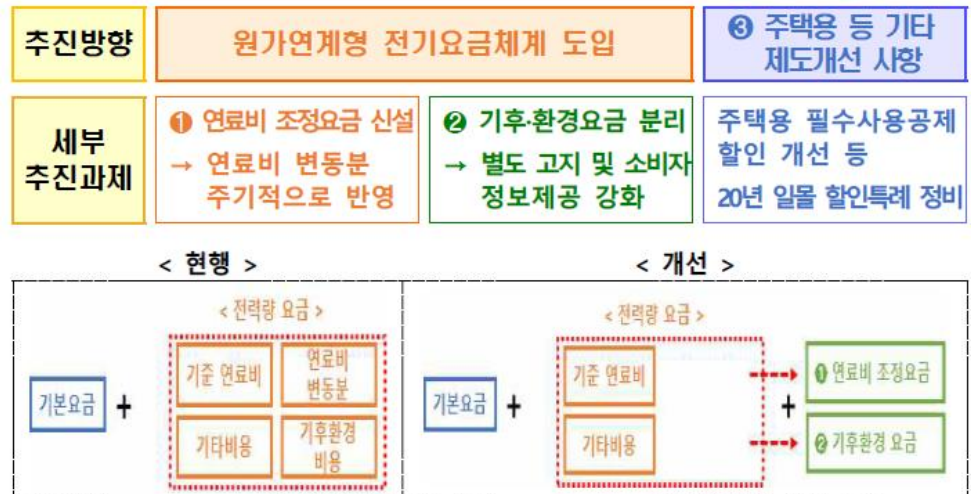 추진방향
원가연계형 전기요금체계 도입
❸ 주택용 등 기타
제도개선 사항
세부
추진과제
❶ 연료비 조정요금 신설
→ 연료비 변동분
주기적으로 반영
❷ 기후·환경요금 분리
→ 별도 고지 및 소비자
정보제공 강화
주택용 필수사용공제
할인 개선 등
20년 일몰 할인특례 정비
< 현행 >
< 전력량 요금 >
기본요금
+
기준 연료비
연료비
변동분
기타비용
기후환경
비용
< 개선 >
< 전력량 요금 >
기본요금
+
기준 연료비
기타비용
+
❶ 연료비 조정요금
❷ 기후환경 요금